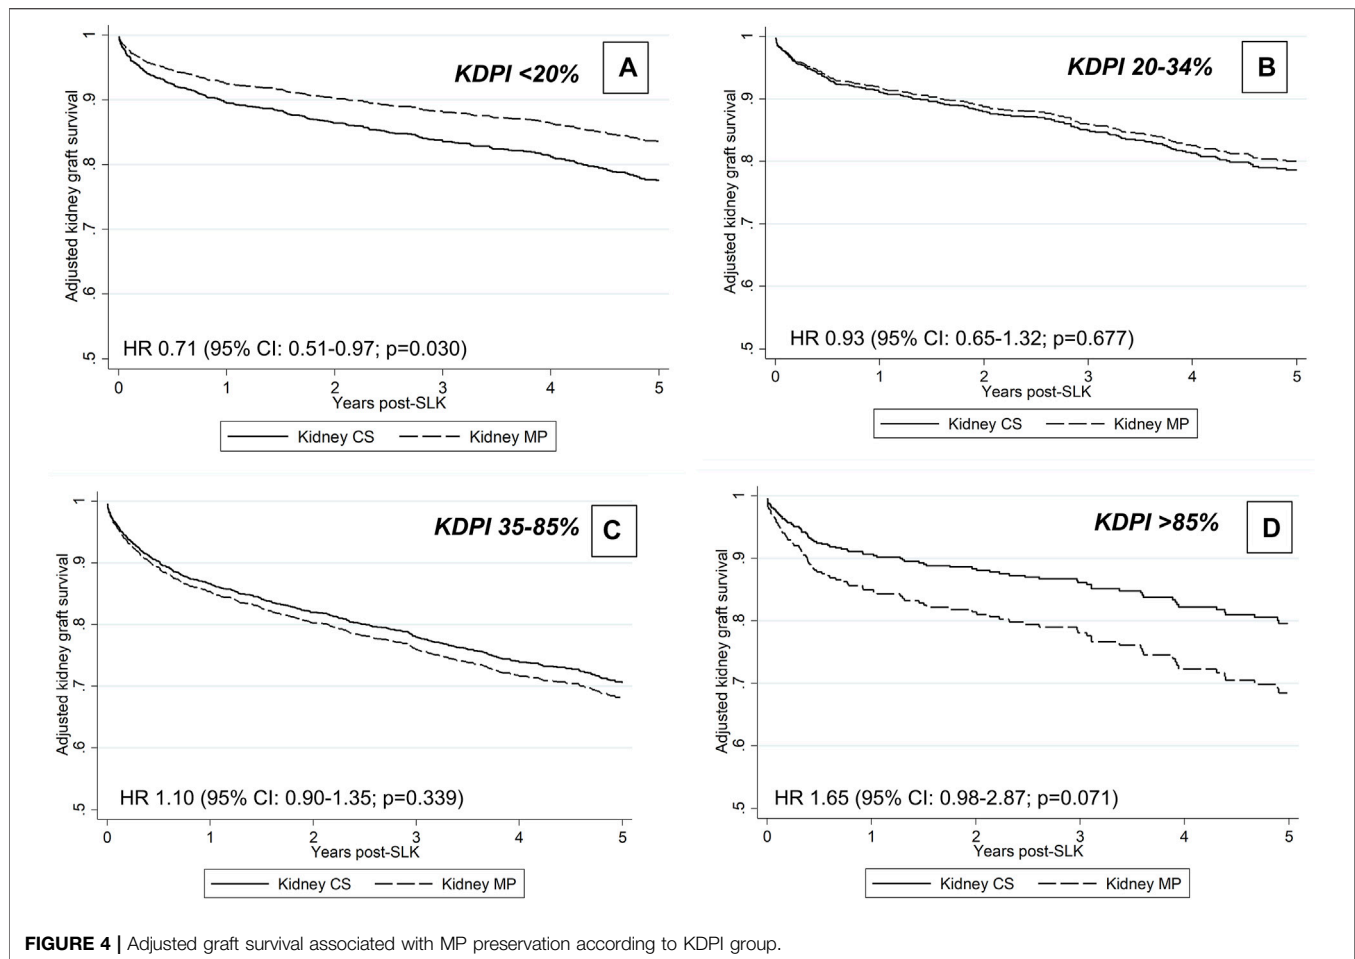 KDPI <20%
A
Adjusted kidney graft survival
1
.9
.8
.7
.6
.5
HR 0.71 (95% CI: 0.51-0.97; p=0.030)
0 1 2 3 4 5
Years post-SLK
Kidney CS Kidney MP
KDPI 20-34%
B
Adjusted kidney graft survival
1
.9
.8
.7
.6
.5
HR 0.93 (95% CI: 0.65-1.32; p=0.677)
0 1 2 3 4 5
Years post-SLK
Kidney CS Kidney MP
KDPI 35-85%
C
Adjusted kidney graft survival
1
.9
.8
.7
.6
.5
HR 1.10 (95% CI: 0.90-1.35; p=0.339)
0 1 2 3 4 5
Years post-SLK
Kidney CS Kidney MP
KDPI >85%
D
Adjusted kidney graft survival
1
.9
.8
.7
.6
.5
HR 1.65 (95% CI: 0.98-2.87; p=0.071)
0 1 2 3 4 5
Years post-SLK
Kidney CS Kidney MP
FIGURE 4 | Adjusted graft survival associated with MP preservation according to KDPI group.